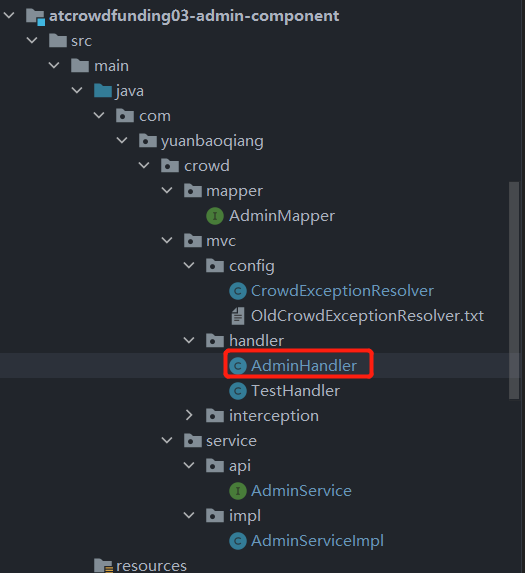 atcrowdfunding03-admin-component
src
main
java
com
yuanbaoqiang
crowd
mapper
I AdminMapper
mvc
config
C CrowdExceptionResolver
OldCrowdExceptionResolver.txt
handler
C AdminHandler
C TestHandler
interception
service
api
I AdminService
impl
C AdminServiceImpl
resources